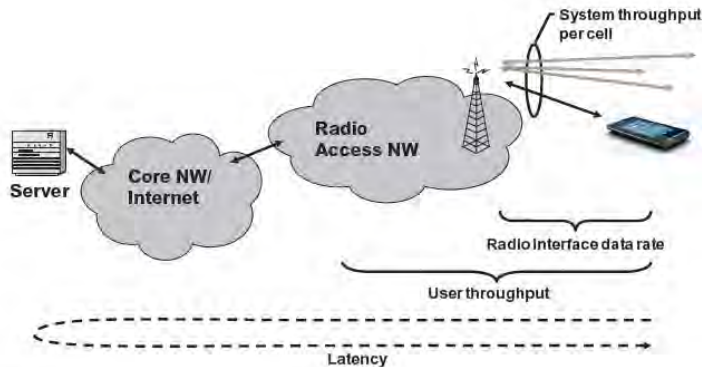 System throughput
per cell
Radio
Access NW
Core NW/
Internet
Server
Radio Interface data rate
User throughput
Latency